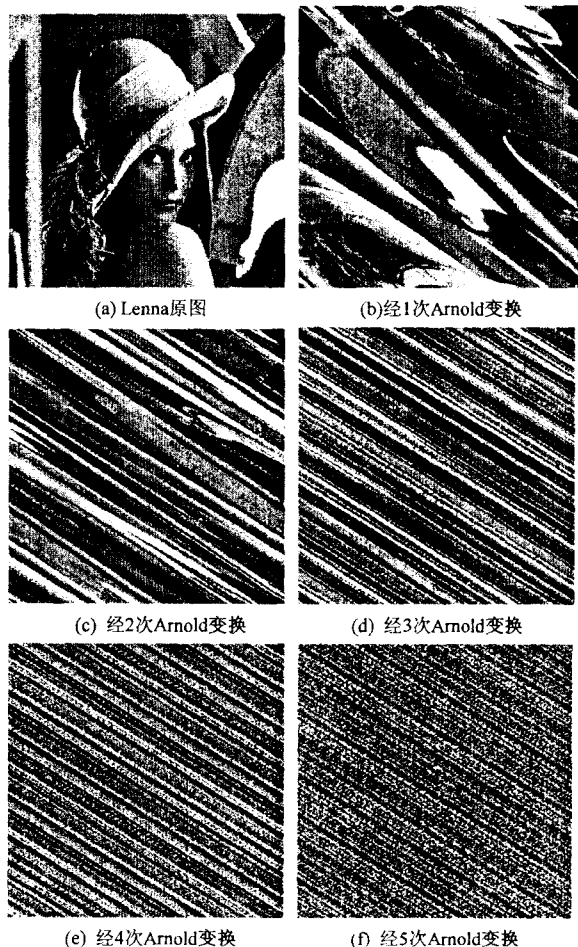 (a) Lenna原图
(b)经1次Arnold变换
(c) 经2次Arnold变换
(d) 经3次Arnold变换
(e) 经4次Arnold变换
(f) 经5次Arnold变换